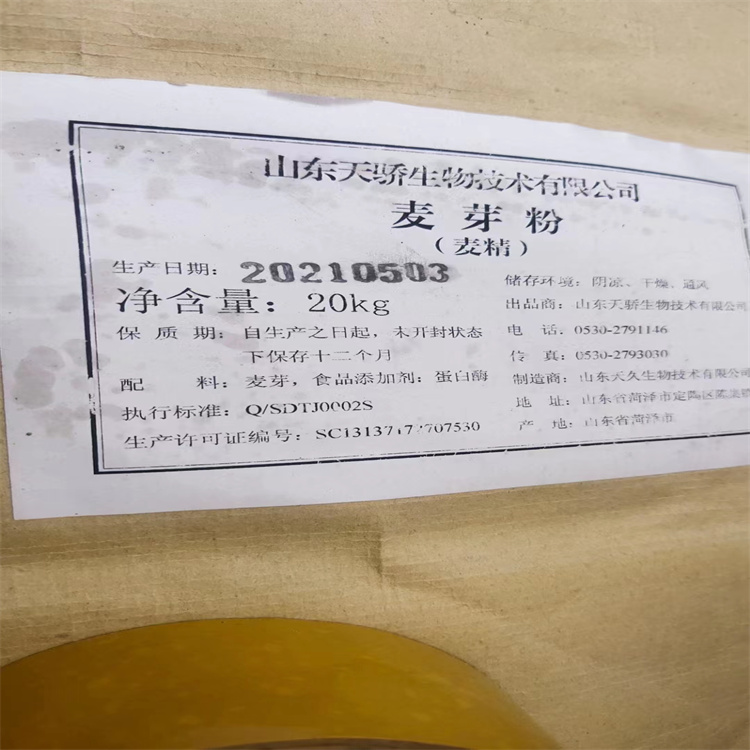 山东天骄生物技术有限公司
麦芽粉
（麦精）
生产日期：20210503
净含量：20kg
保质期：自生产之日起，未开封状态
下保存十二个月
配料：麦芽，食品添加剂：蛋白酶
执行标准：Q/SDTJ0002S
生产许可证编号：
储存环境：阴凉、干燥、通风
出品商：山东天骄生物技术有限公司
电话：0530-2791146
传真：0530-2793030
制造商：山东天久生物技术有限公司
地址：山东省菏泽市定陶区
产地：山东省菏泽市